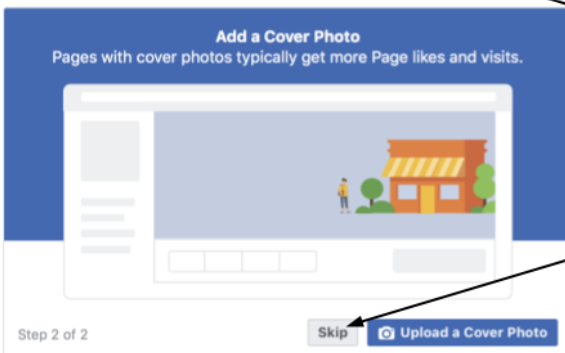 Add a Cover Photo
Pages with cover photos typically get more Page likes and visits.
Step 2 of 2
Skip
Upload a Cover Photo